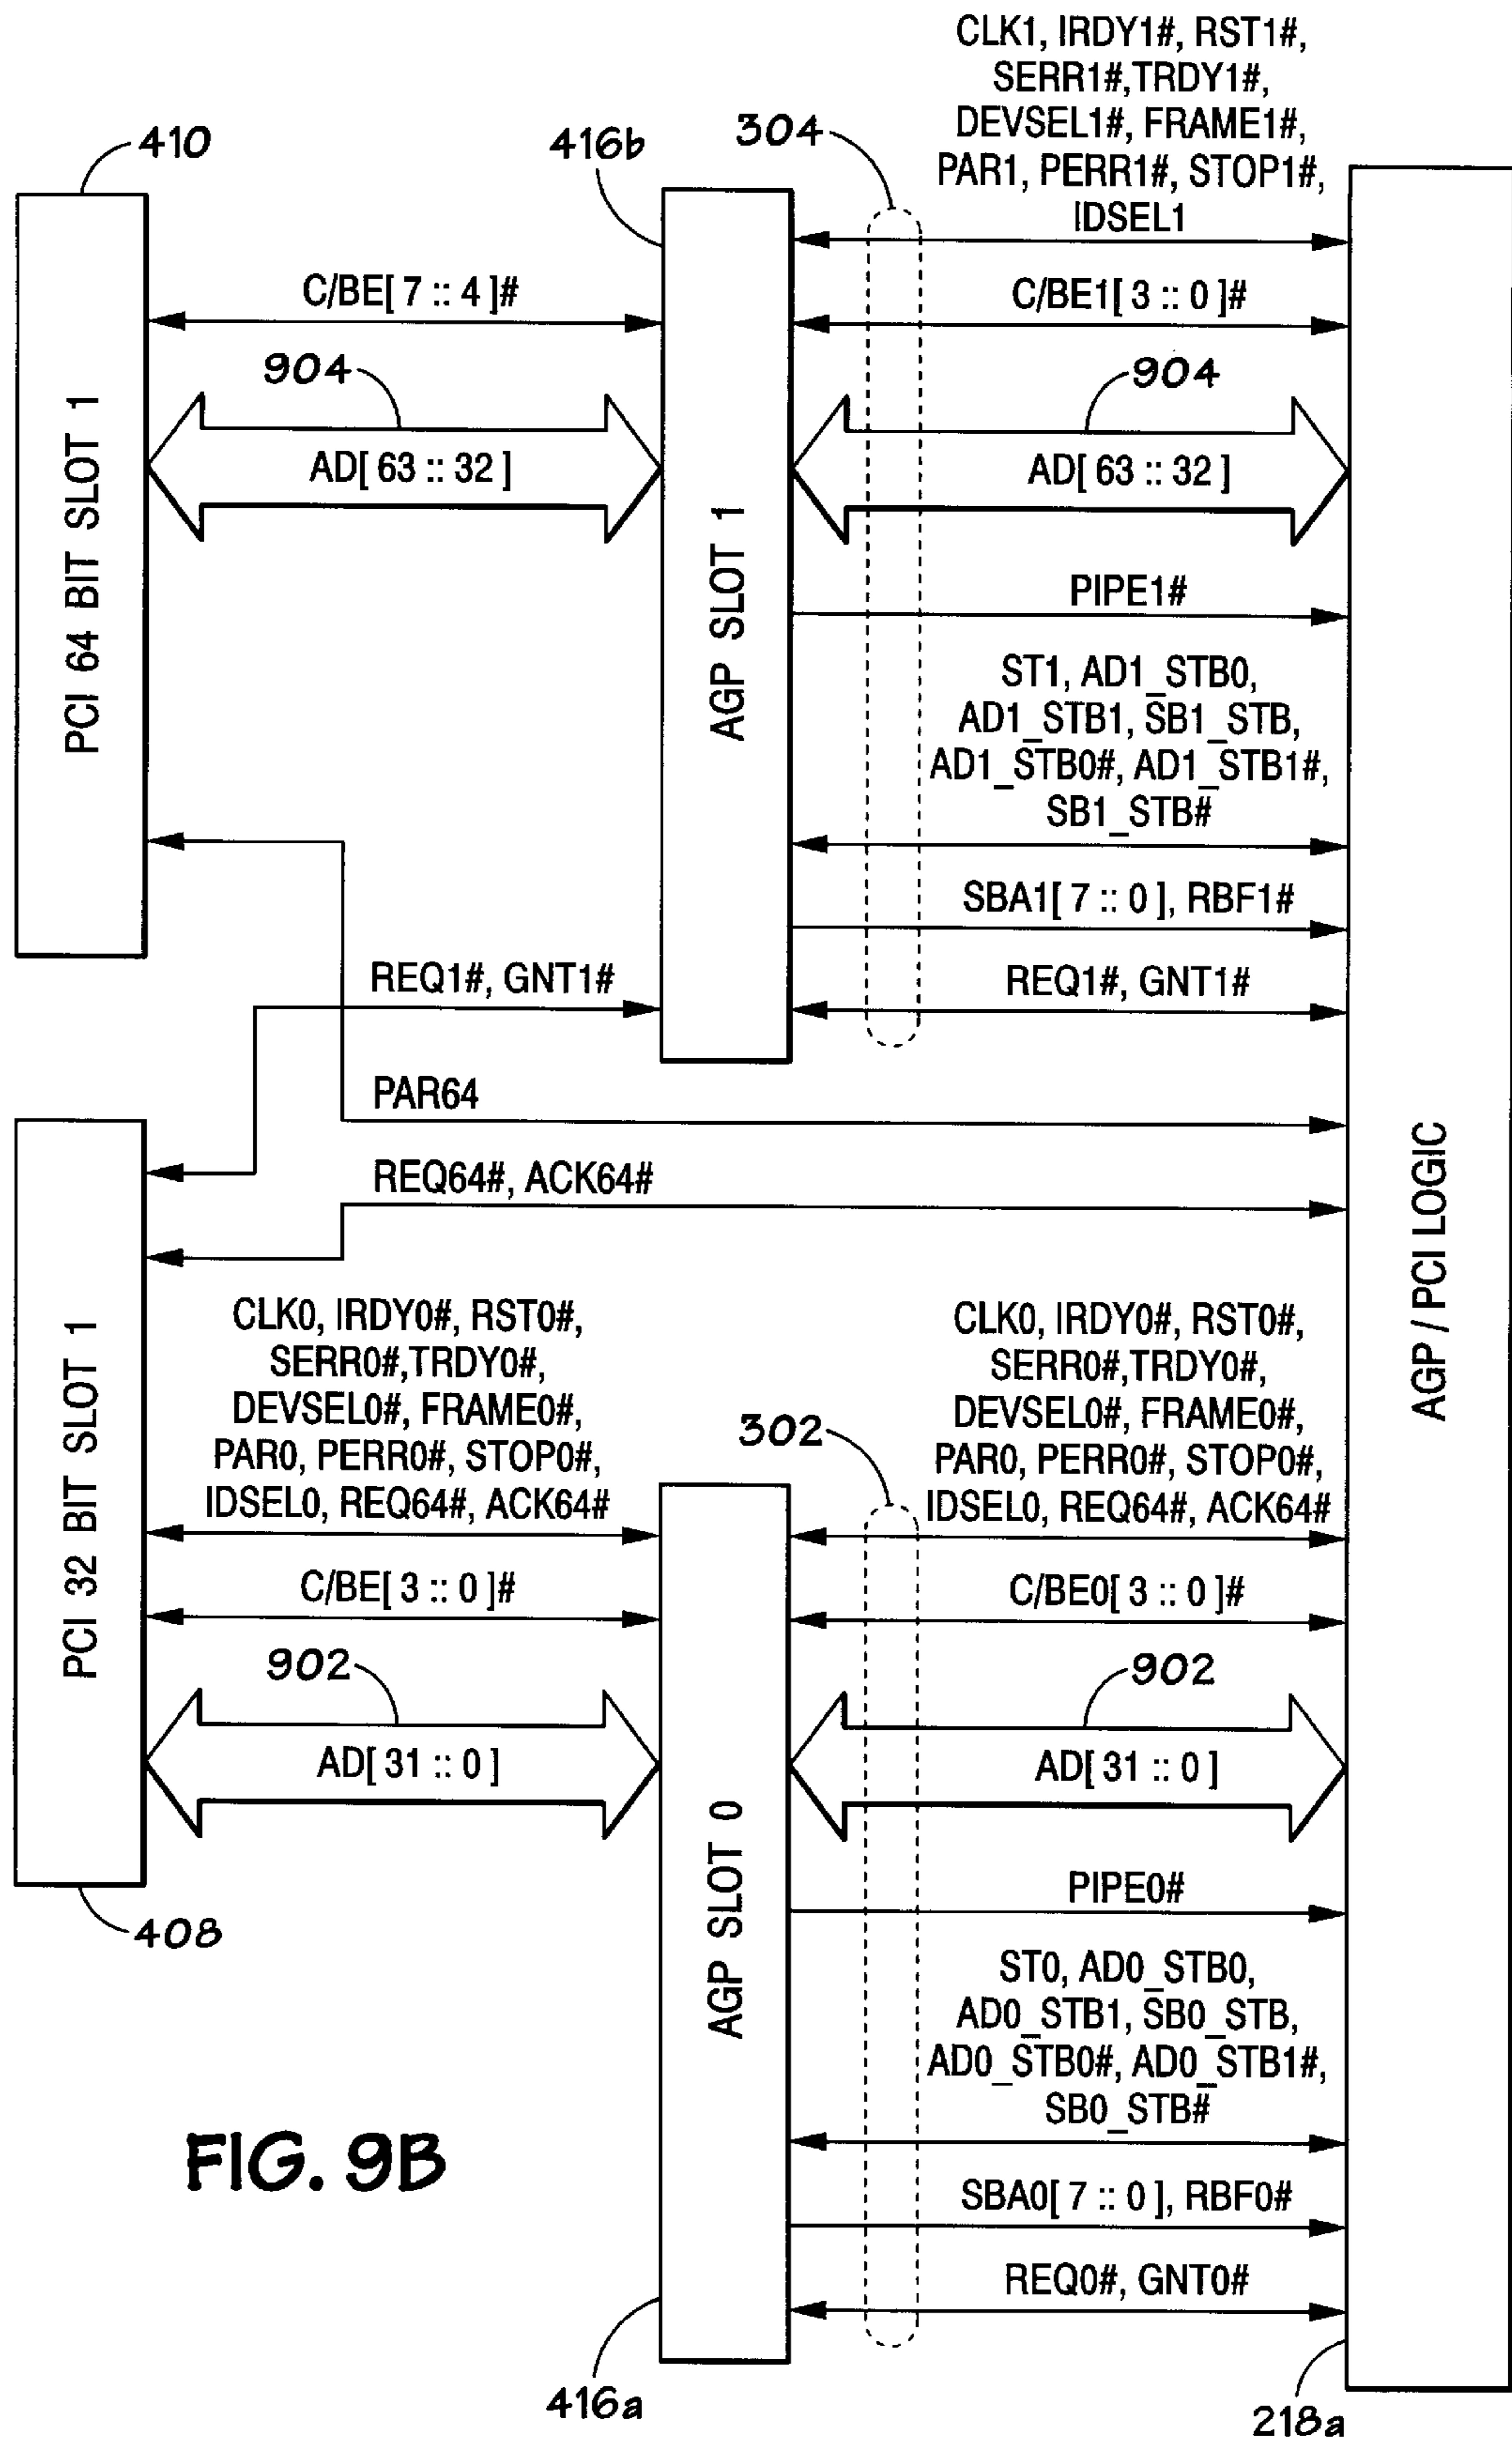 CLK1, IRDY1#, RST1#,
SERR1#,TRDY1#,
DEVSEL1#, FRAME1#,
PAR1, PERR1#, STOP1#,
IDSEL1
410
416b
304
C/BE[ 7 :: 4 ]#
C/BE1[ 3 :: 0 ]#
904
904
AD[ 63 :: 32 ]
AD[ 63 :: 32 ]
PCI 64 BIT SLOT 1
AGP SLOT 1
PIPE1#
ST1, AD1_STB0,
AD1_STB1, SB1_STB,
AD1_STB0#, AD1_STB1#,
SB1_STB#
SBA1[ 7 :: 0 ], RBF1#
REQ1#, GNT1#
REQ1#, GNT1#
PAR64
REQ64#, ACK64#
AGP / PCI LOGIC
PCI 32 BIT SLOT 1
CLK0, IRDY0#, RST0#,
SERR0#,TRDY0#,
DEVSEL0#, FRAME0#,
PAR0, PERR0#, STOP0#,
IDSEL0, REQ64#, ACK64#
CLK0, IRDY0#, RST0#,
SERR0#,TRDY0#,
DEVSEL0#, FRAME0#,
PAR0, PERR0#, STOP0#,
IDSEL0, REQ64#, ACK64#
302
C/BE[ 3 :: 0 ]#
C/BE0[ 3 :: 0 ]#
902
902
AD[ 31 :: 0 ]
AD[ 31 :: 0 ]
AGP SLOT 0
408
PIPE0#
ST0, AD0_STB0,
AD0_STB1, SB0_STB,
AD0_STB0#, AD0_STB1#,
SB0_STB#
SBA0[ 7 :: 0 ], RBF0#
REQ0#, GNT0#
FIG. 9B
416a
218a